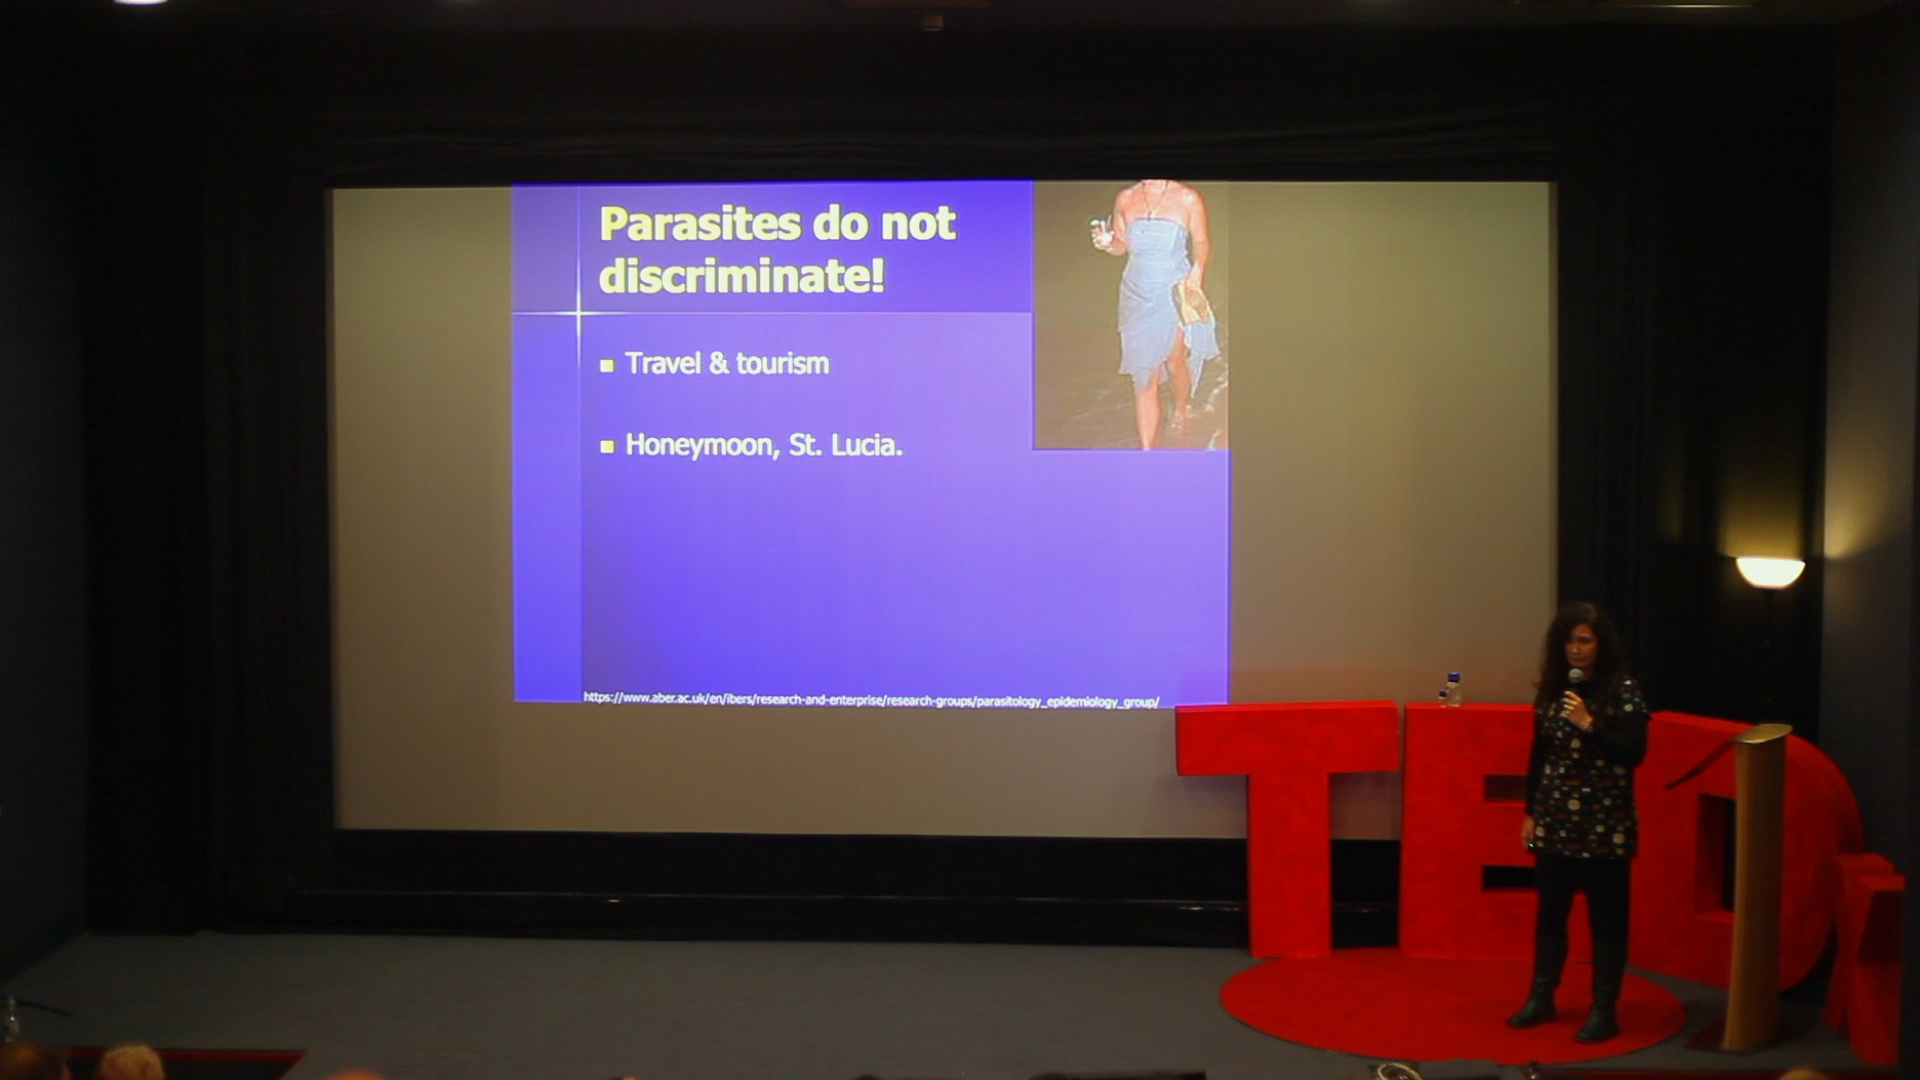 Parasites do not
discriminate!
Travel & tourism
Honeymoon, St. Lucia.
https://www.aber.ac.uk/en/ibers/research-and-enterprise/research-groups/parasitology_epidemiology_group/
TED